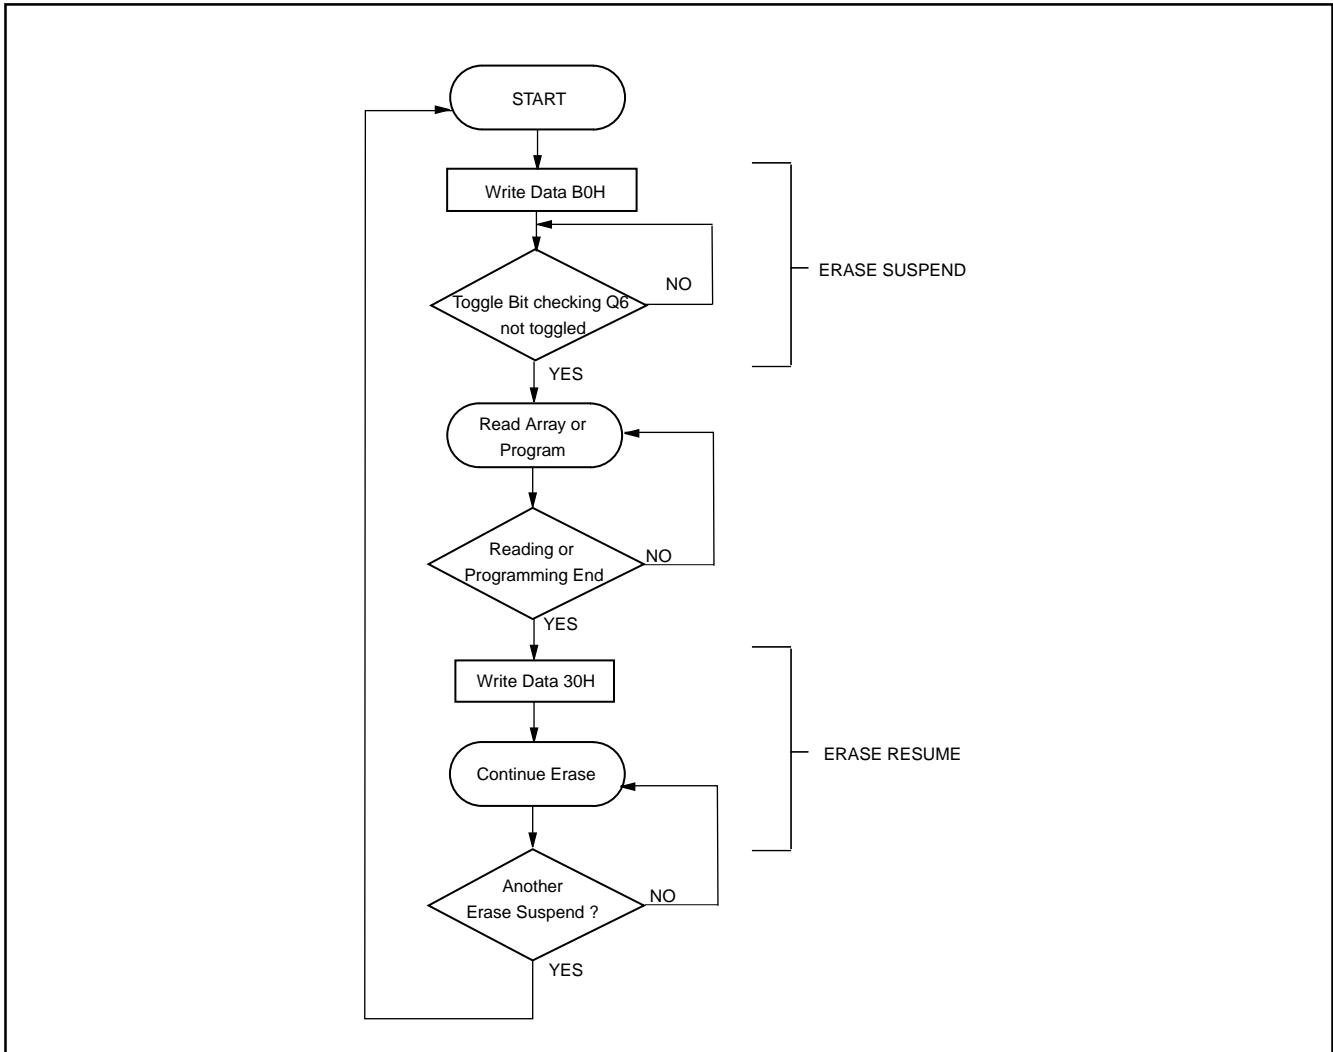 START
Write Data B0H
ERASE SUSPEND
NO
Toggle Bit checking Q6
not toggled
YES
Read Array or
Program
Reading or
NO
Programming End
YES
Write Data 30H
ERASE RESUME
Continue Erase
Another
NO
Erase Suspend ?
YES